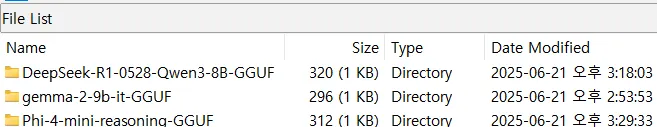 File List
Name Size Type Date Modified
DeepSeek-R1-0528-Qwen3-8B-GGUF 320 (1 KB) Directory 2025-06-21 오후 3:18:03
gemma-2-9b-it-GGUF 296 (1 KB) Directory 2025-06-21 오후 2:53:53
Phi-4-mini-reasoning-GGUF 312 (1 KB) Directory 2025-06-21 오후 3:29:33